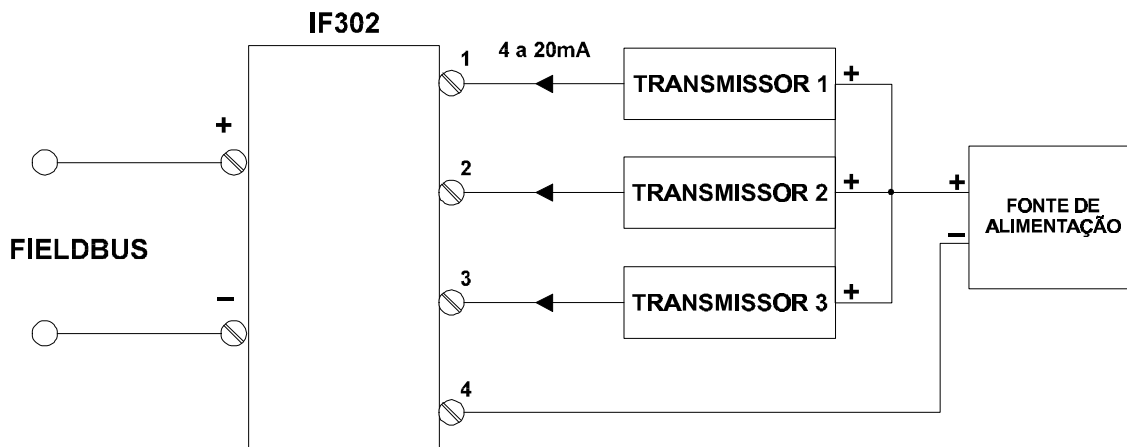 IF302
1
4 a 20mA
TRANSMISSOR 1
+
+
2
TRANSMISSOR 2
+
+
FONTE DE
ALIMENTAÇÃO
–
FIELDBUS
–
3
TRANSMISSOR 3
+
4